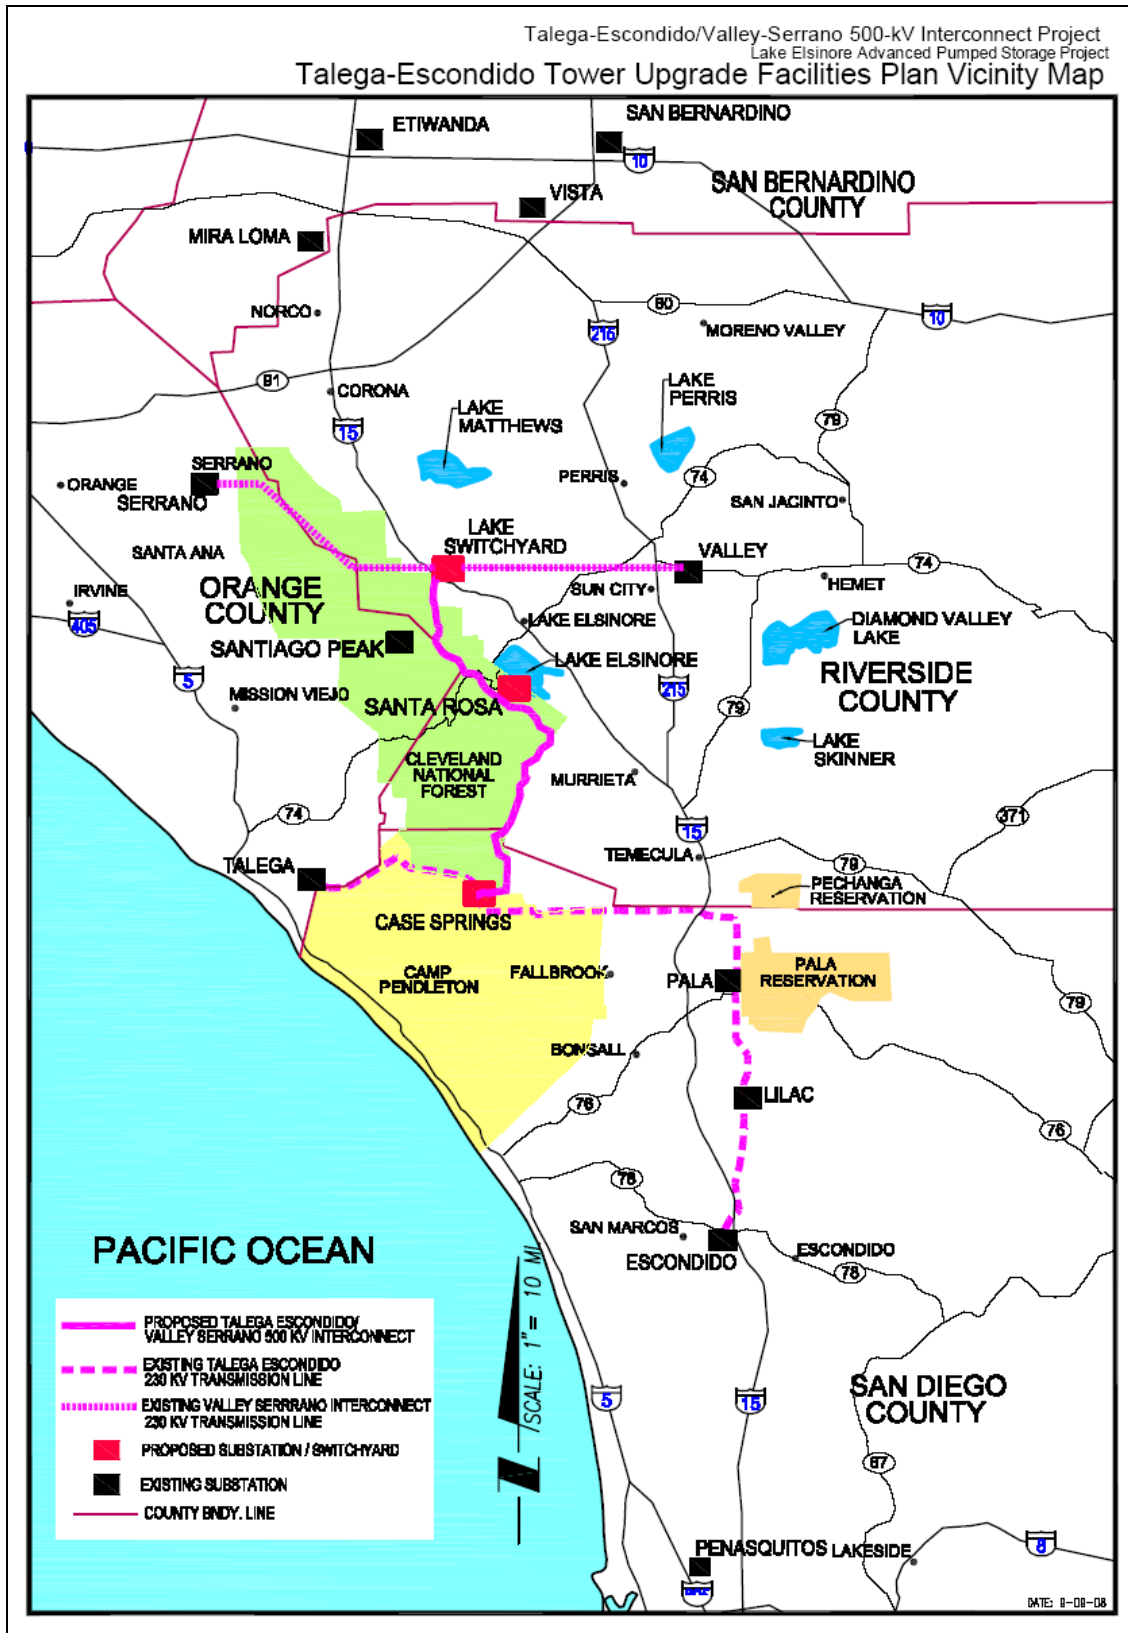 Talega-Escondido/Valley-Serrano 500-kV Interconnect Project
Lake Elsinore Advanced Pumped Storage Project
Talega-Escondido Tower Upgrade Facilities Plan Vicinity Map
ETIWANDA
SAN BERNARDINO
10
SAN BERNARDINO
COUNTY
VISTA
MIRA LOMA
NORCO
60
10
215
MORENO VALLEY
91
CORONA
LAKE
PERRIS
LAKE
MATTHEWS
79
15
SERRANO
ORANGE
SERRANO
PERRIS
74
SAN JACINTO
LAKE
SWITCHYARD
SANTA ANA
VALLEY
74
ORANGE
COUNTY
IRVINE
SUN CITY
HEMET
405
LAKE ELSINORE
DIAMOND VALLEY
LAKE
SANTIAGO PEAK
LAKE ELSINORE
RIVERSIDE
COUNTY
5
215
MISSION VIEJO
SANTA ROSA
79
LAKE
SKINNER
CLEVELAND
NATIONAL
FOREST
MURRIETA
74
371
15
TALEGA
TEMECULA
79
PECHANGA
RESERVATION
CASE SPRINGS
CAMP
PENDLETON
FALLBROOK
PALA
PALA
RESERVATION
79
BONSALL
76
LILAC
76
78
SAN MARCOS
ESCONDIDO
ESCONDIDO
78
PACIFIC OCEAN
SCALE: 1"= 10 MI.
PROPOSED TALEGA ESCONDIDO/
VALLEY SERRANO 500 KV INTERCONNECT
EXISTING TALEGA ESCONDIDO
230 KV TRANSMISSION LINE
EXISTING VALLEY SERRRANO INTERCONNECT
230 KV TRANSMISSION LINE
PROPOSED SUBSTATION / SWITCHYARD
EXISTING SUBSTATION
COUNTY BNDY. LINE
5
15
SAN DIEGO
COUNTY
67
PENASQUITOS
LAKESIDE
8